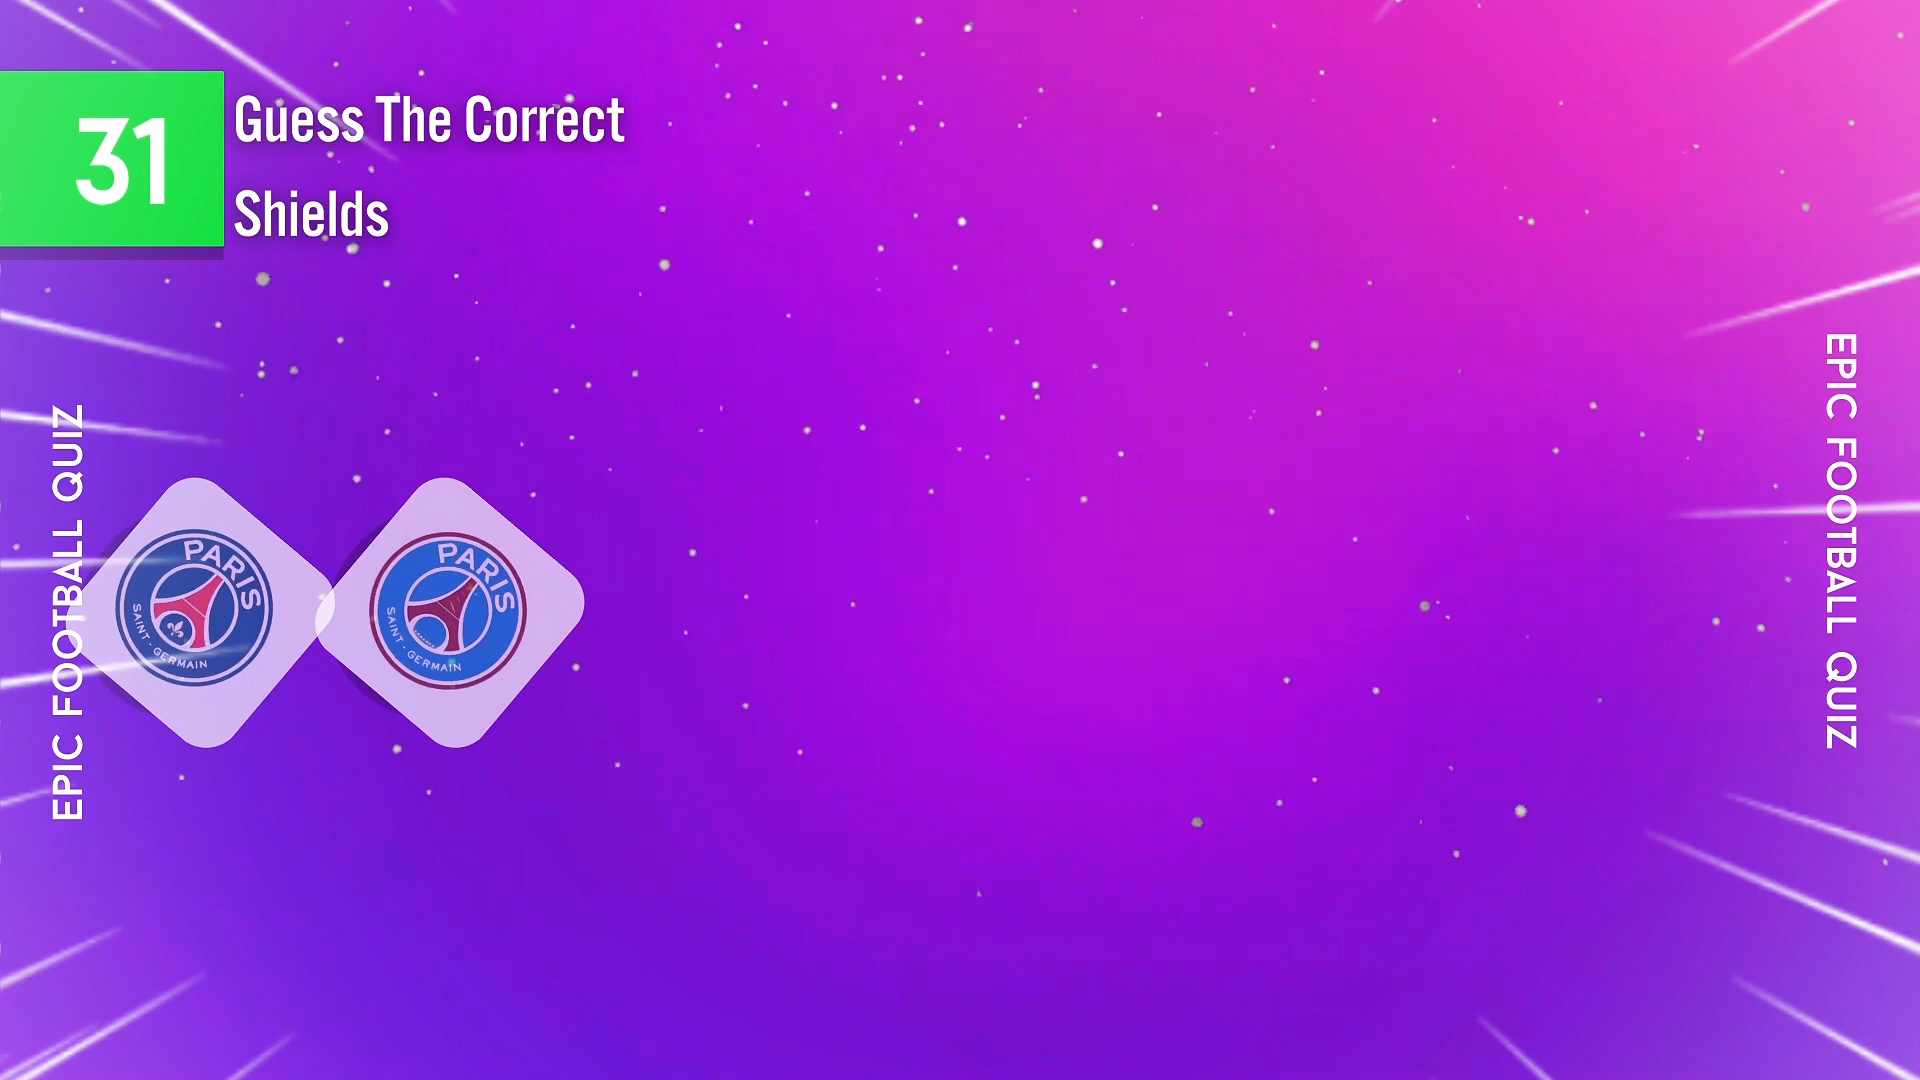 31
Guess The Correct
Shields
EPIC FOOTBALL QUIZ
PARIS
SAINT-GERMAIN
PARIS
SAINT-GERMAIN
EPIC FOOTBALL QUIZ